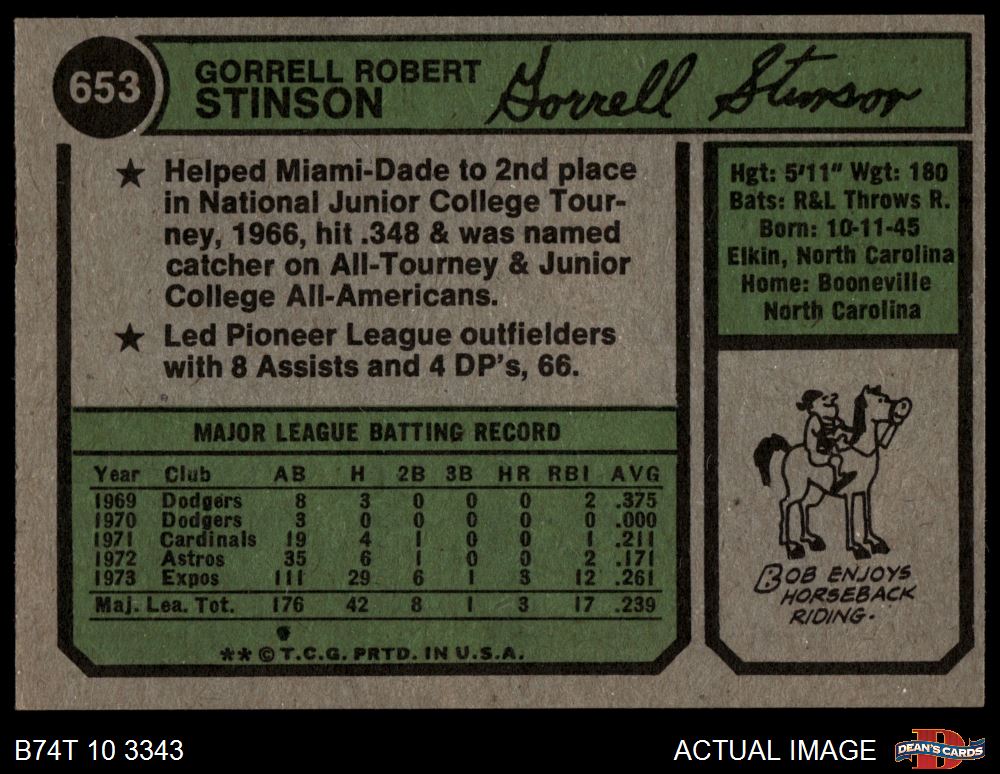 653
GORRELL ROBERT
STINSON
Gorrell Stinson
★ Helped Miami-Dade to 2nd place
in National Junior College Tour-
ney, 1966, hit .348 & was named
catcher on All-Tourney & Junior
College All-Americans.
★ Led Pioneer League outfielders
with 8 Assists and 4 DP's, 66.
Hgt: 5'11" Wgt: 180
Bats: R&L Throws R.
Born: 10-11-45
Elkin, North Carolina
Home: Booneville
North Carolina
MAJOR LEAGUE BATTING RECORD
Year Club AB H 2B 3B HR RBI AVG
1969 Dodgers 8 3 0 0 0 2 .375
1970 Dodgers 3 0 0 0 0 0 .000
1971 Cardinals 19 4 1 0 0 1 .211
1972 Astros 35 6 1 0 0 2 .171
1973 Expos 111 29 6 1 3 12 .261
Maj. Lea. Tot. 176 42 8 1 3 17 .239
** © T.C.G. PRTD. IN U.S.A.
BOB ENJOYS
HORSEBACK
RIDING.
B74T 10 3343
ACTUAL IMAGE
D
DEAN'S CARDS